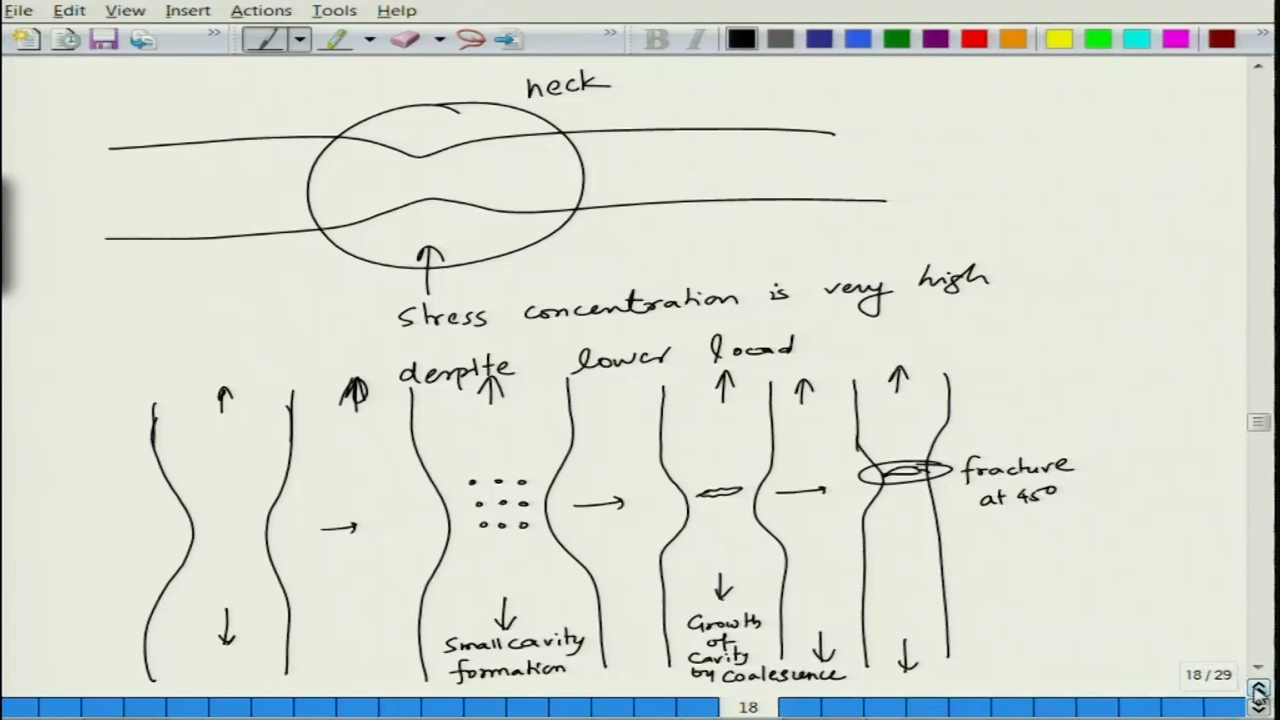 File Edit View Insert Actions Tools Help
neck
Stress concentration is very high
despite lower load
fracture
at 45°
Small cavity
formation
Growth
of
cavity
by coalesience
18 / 29
18